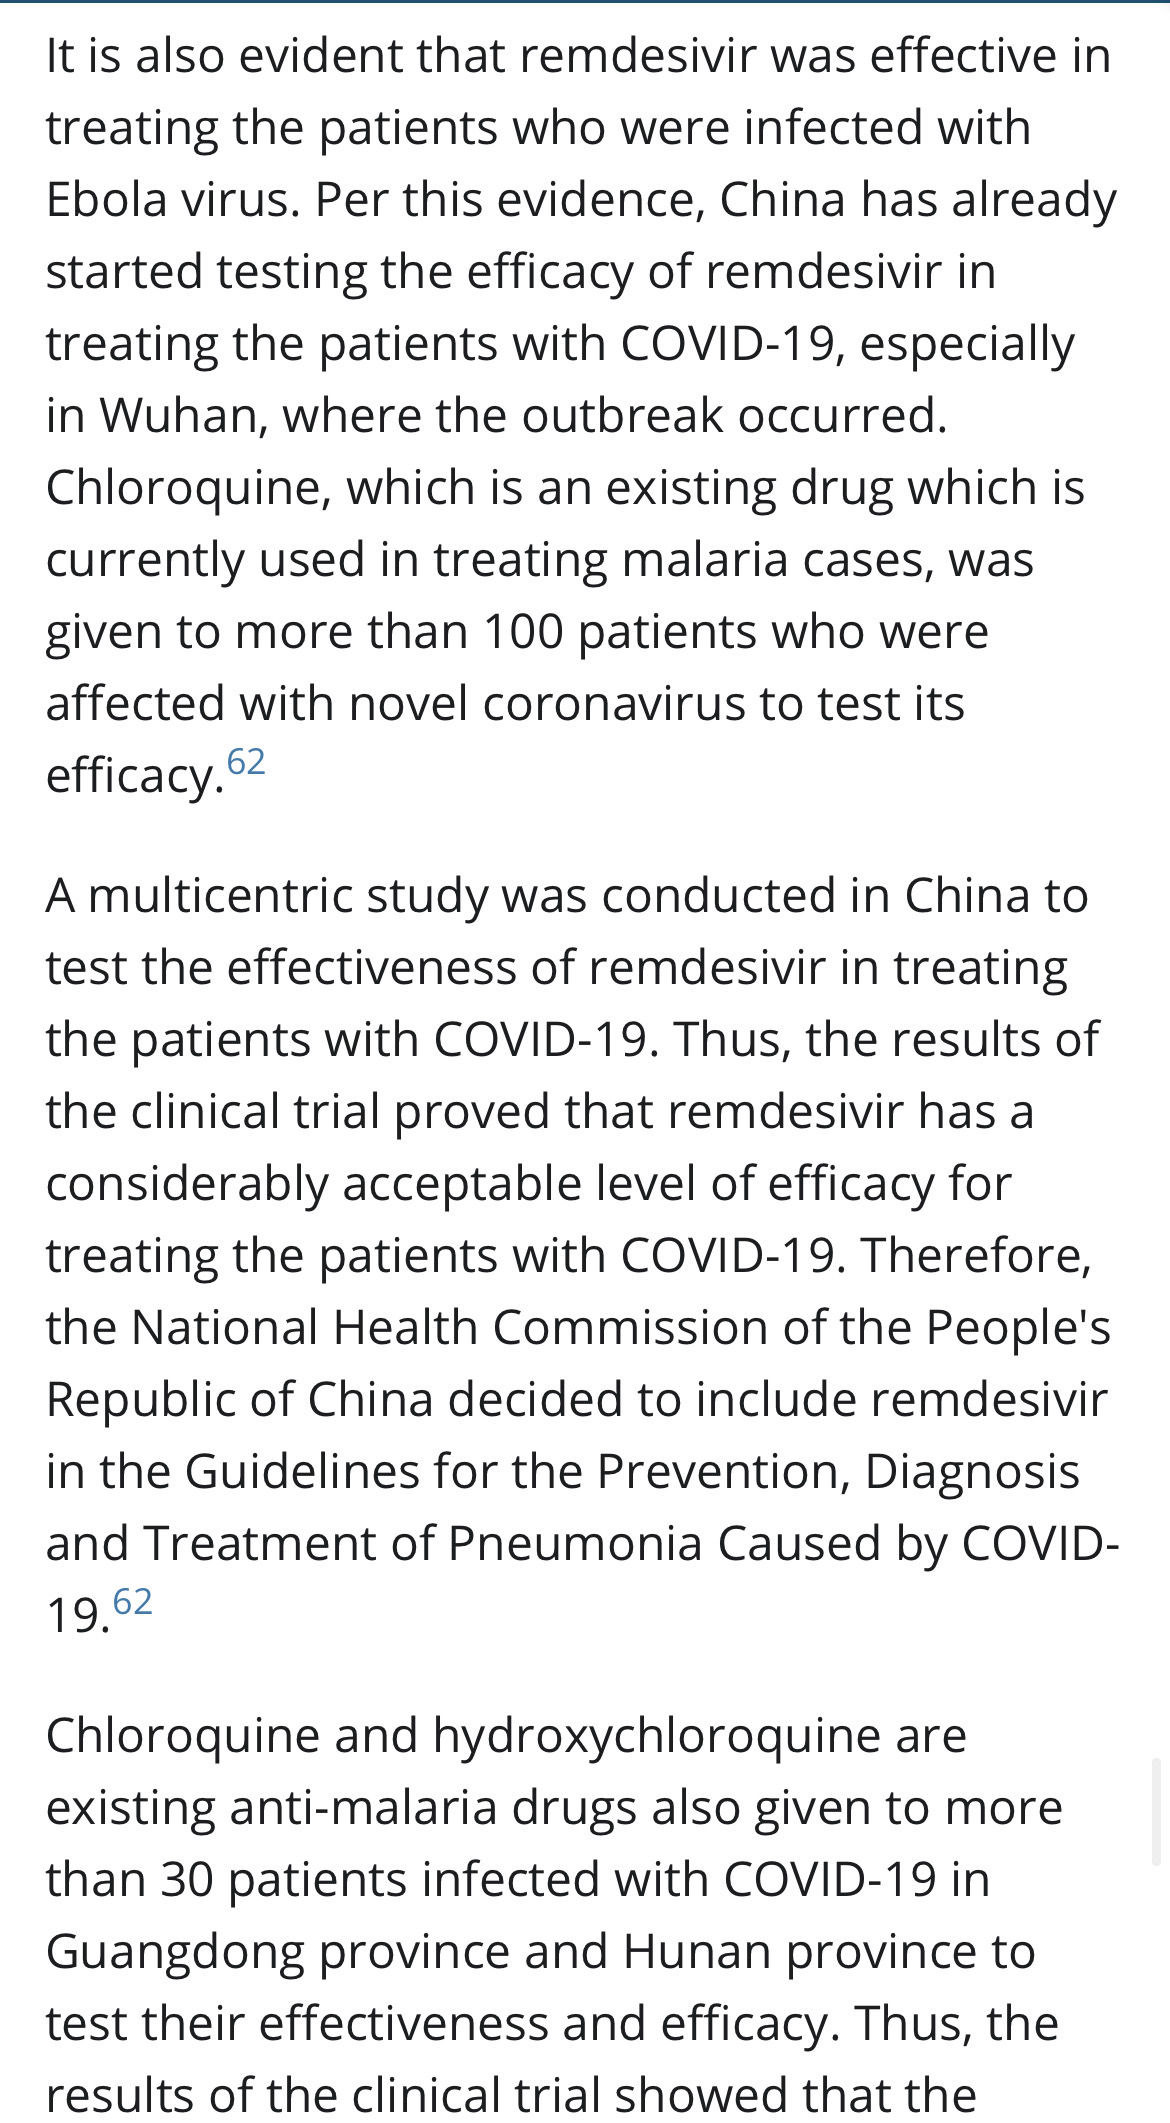 It is also evident that remdesivir was effective in
treating the patients who were infected with
Ebola virus. Per this evidence, China has already
started testing the efficacy of remdesivir in
treating the patients with COVID-19, especially
in Wuhan, where the outbreak occurred.
Chloroquine, which is an existing drug which is
currently used in treating malaria cases, was
given to more than 100 patients who were
affected with novel coronavirus to test its
efficacy.62
A multicentric study was conducted in China to
test the effectiveness of remdesivir in treating
the patients with COVID-19. Thus, the results of
the clinical trial proved that remdesivir has a
considerably acceptable level of efficacy for
treating the patients with COVID-19. Therefore,
the National Health Commission of the People's
Republic of China decided to include remdesivir
in the Guidelines for the Prevention, Diagnosis
and Treatment of Pneumonia Caused by COVID-
19.62
Chloroquine and hydroxychloroquine are
existing anti-malaria drugs also given to more
than 30 patients infected with COVID-19 in
Guangdong province and Hunan province to
test their effectiveness and efficacy. Thus, the
results of the clinical trial showed that the